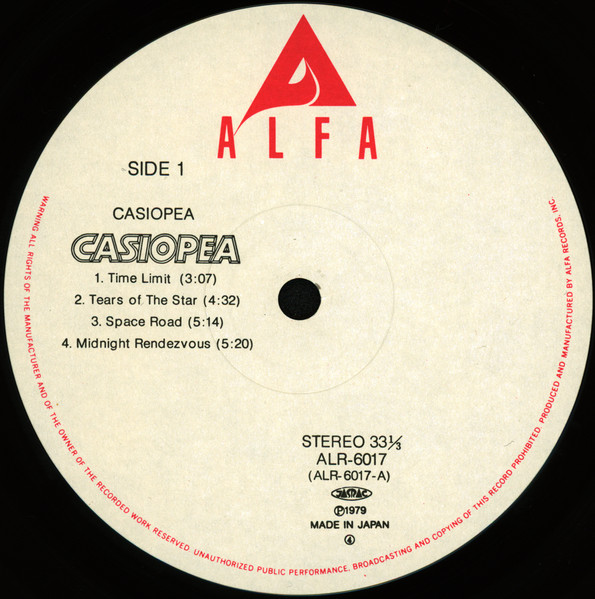 ALFA
SIDE 1
CASIOPEA
CASIOPEA
1. Time Limit (3:07)
2. Tears of The Star (4:32)
3. Space Road (5:14)
4. Midnight Rendezvous (5:20)
STEREO 33⅓
ALR-6017
(ALR-6017-A)
JASRAC
Ⓟ1979
MADE IN JAPAN
④
WARNING ALL RIGHTS OF THE MANUFACTURER AND OF THE OWNER OF THE RECORDED WORK RESERVED. UNAUTHORIZED PUBLIC PERFORMANCE, BROADCASTING AND COPYING OF THIS RECORD PROHIBITED. PRODUCED AND MANUFACTURED BY ALFA RECORDS, INC.